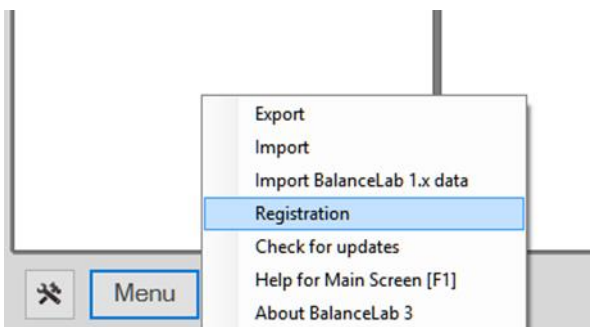 Export
Import
Import BalanceLab 1.x data
Registration
Check for updates
Help for Main Screen [F1]
About BalanceLab 3
Menu